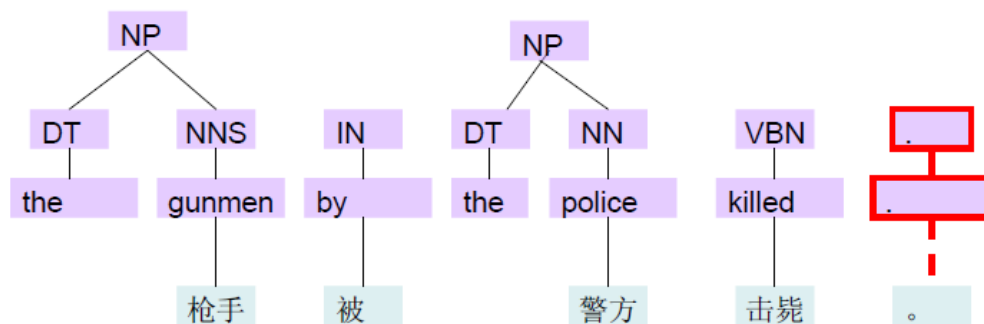 NP NP
DT NNS IN DT NN VBN .
the gunmen by the police killed .
枪手 被 警方 击毙 。